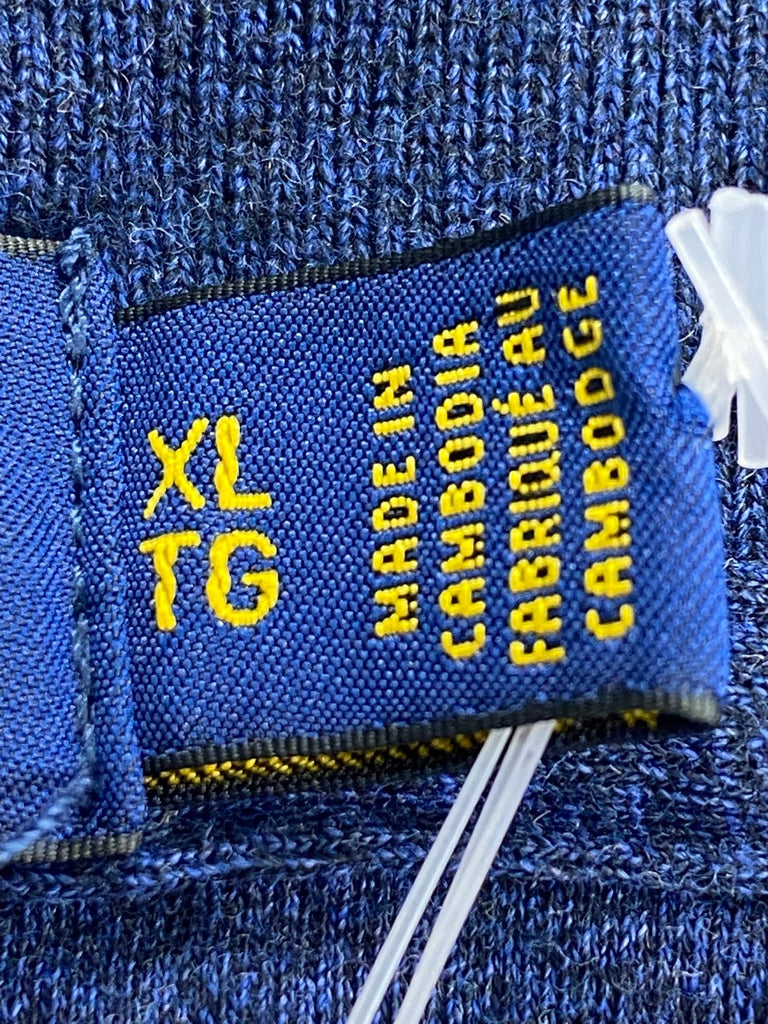 XL
TG
MADE IN
CAMBODIA
FABRIQUÉ AU
CAMBODGE